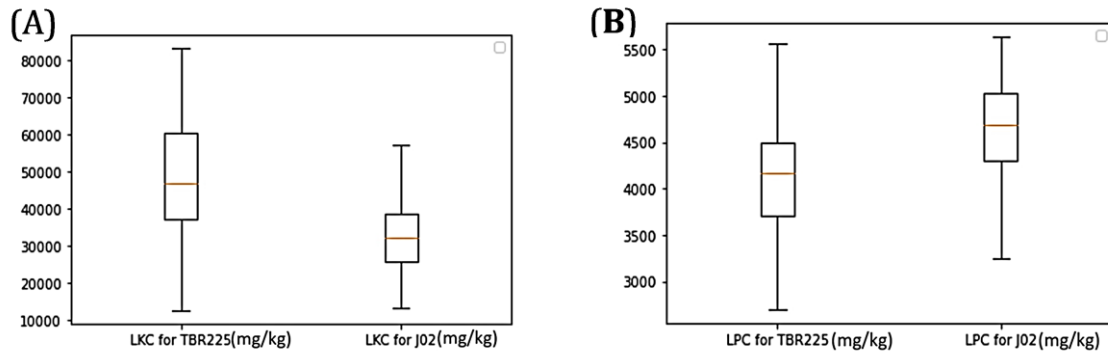 (A)
80000
70000
60000
50000
40000
30000
20000
10000
LKC for TBR225(mg/kg)
LKC for J02(mg/kg)
(B)
5500
5000
4500
4000
3500
3000
LPC for TBR225(mg/kg)
LPC for J02(mg/kg)